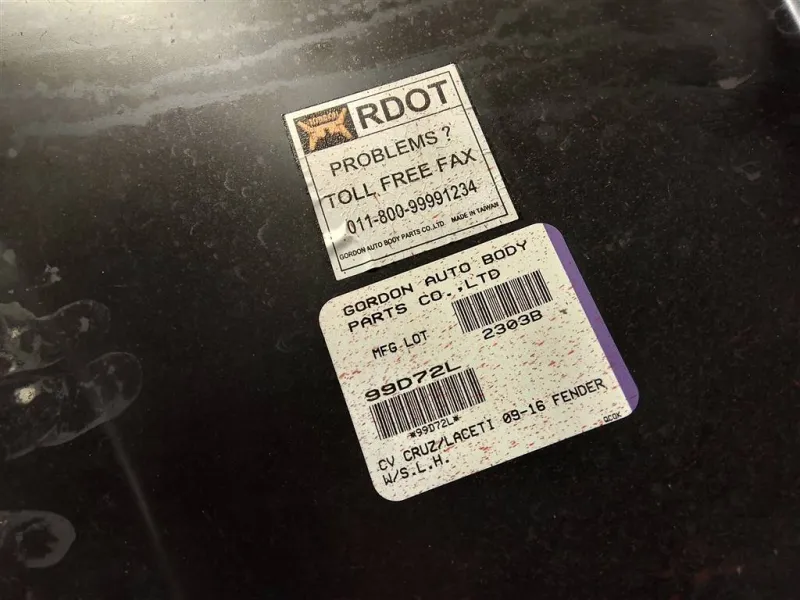 RDOT
PROBLEMS ?
TOLL FREE FAX
011-800-99991234
GORDON AUTO BODY PARTS CO.,LTD. MADE IN TAIWAN
GORDON AUTO BODY
PARTS CO.,LTD
MFG.LOT
2303B
99D72L
*99D72L*
CV CRUZ/LACETI 09-16 FENDER
W/S.L.H.
QCOK